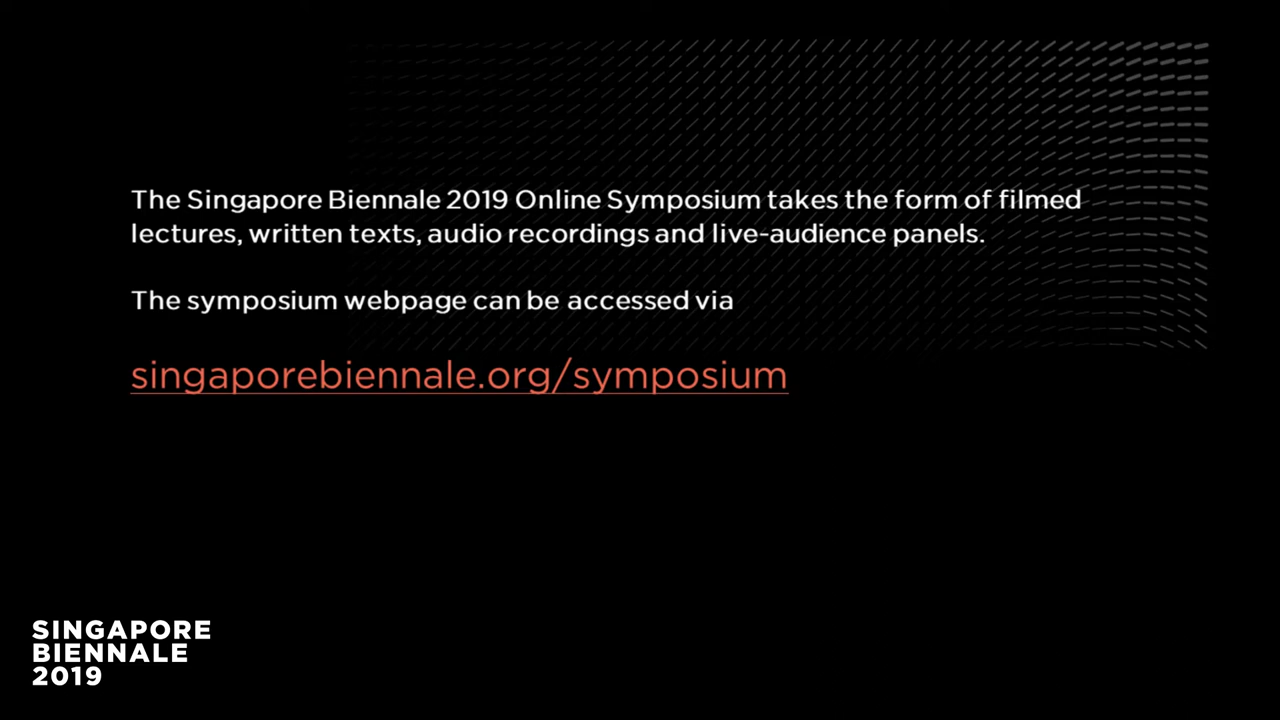 The Singapore Biennale 2019 Online Symposium takes the form of filmed
lectures, written texts, audio recordings and live-audience panels.
The symposium webpage can be accessed via
singaporebiennale.org/symposium
SINGAPORE
BIENNALE
2019